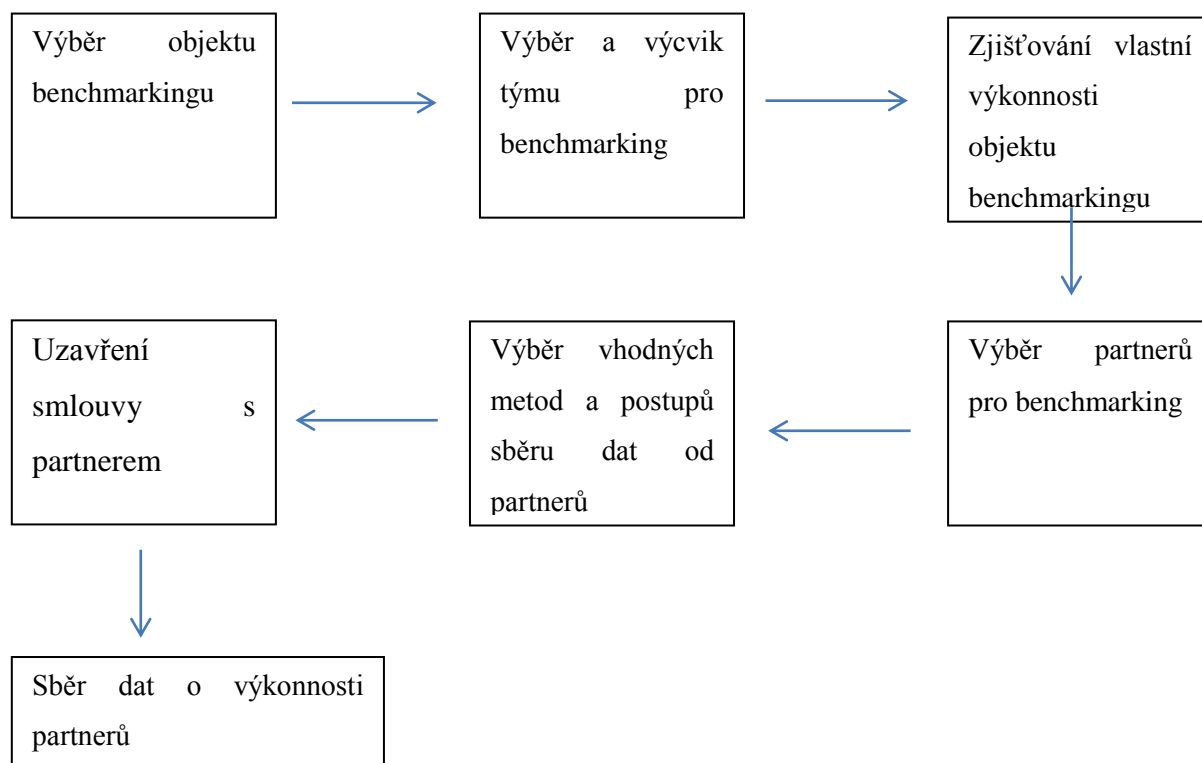 Výběr objektu
benchmarkingu
Výběr a výcvik
týmu pro
benchmarking
Zjišťování vlastní
výkonnosti
objektu
benchmarkingu
Výběr partnerů
pro benchmarking
Výběr vhodných
metod a postupů
sběru dat od
partnerů
Uzavření
smlouvy s
partnerem
Sběr dat o výkonnosti
partnerů